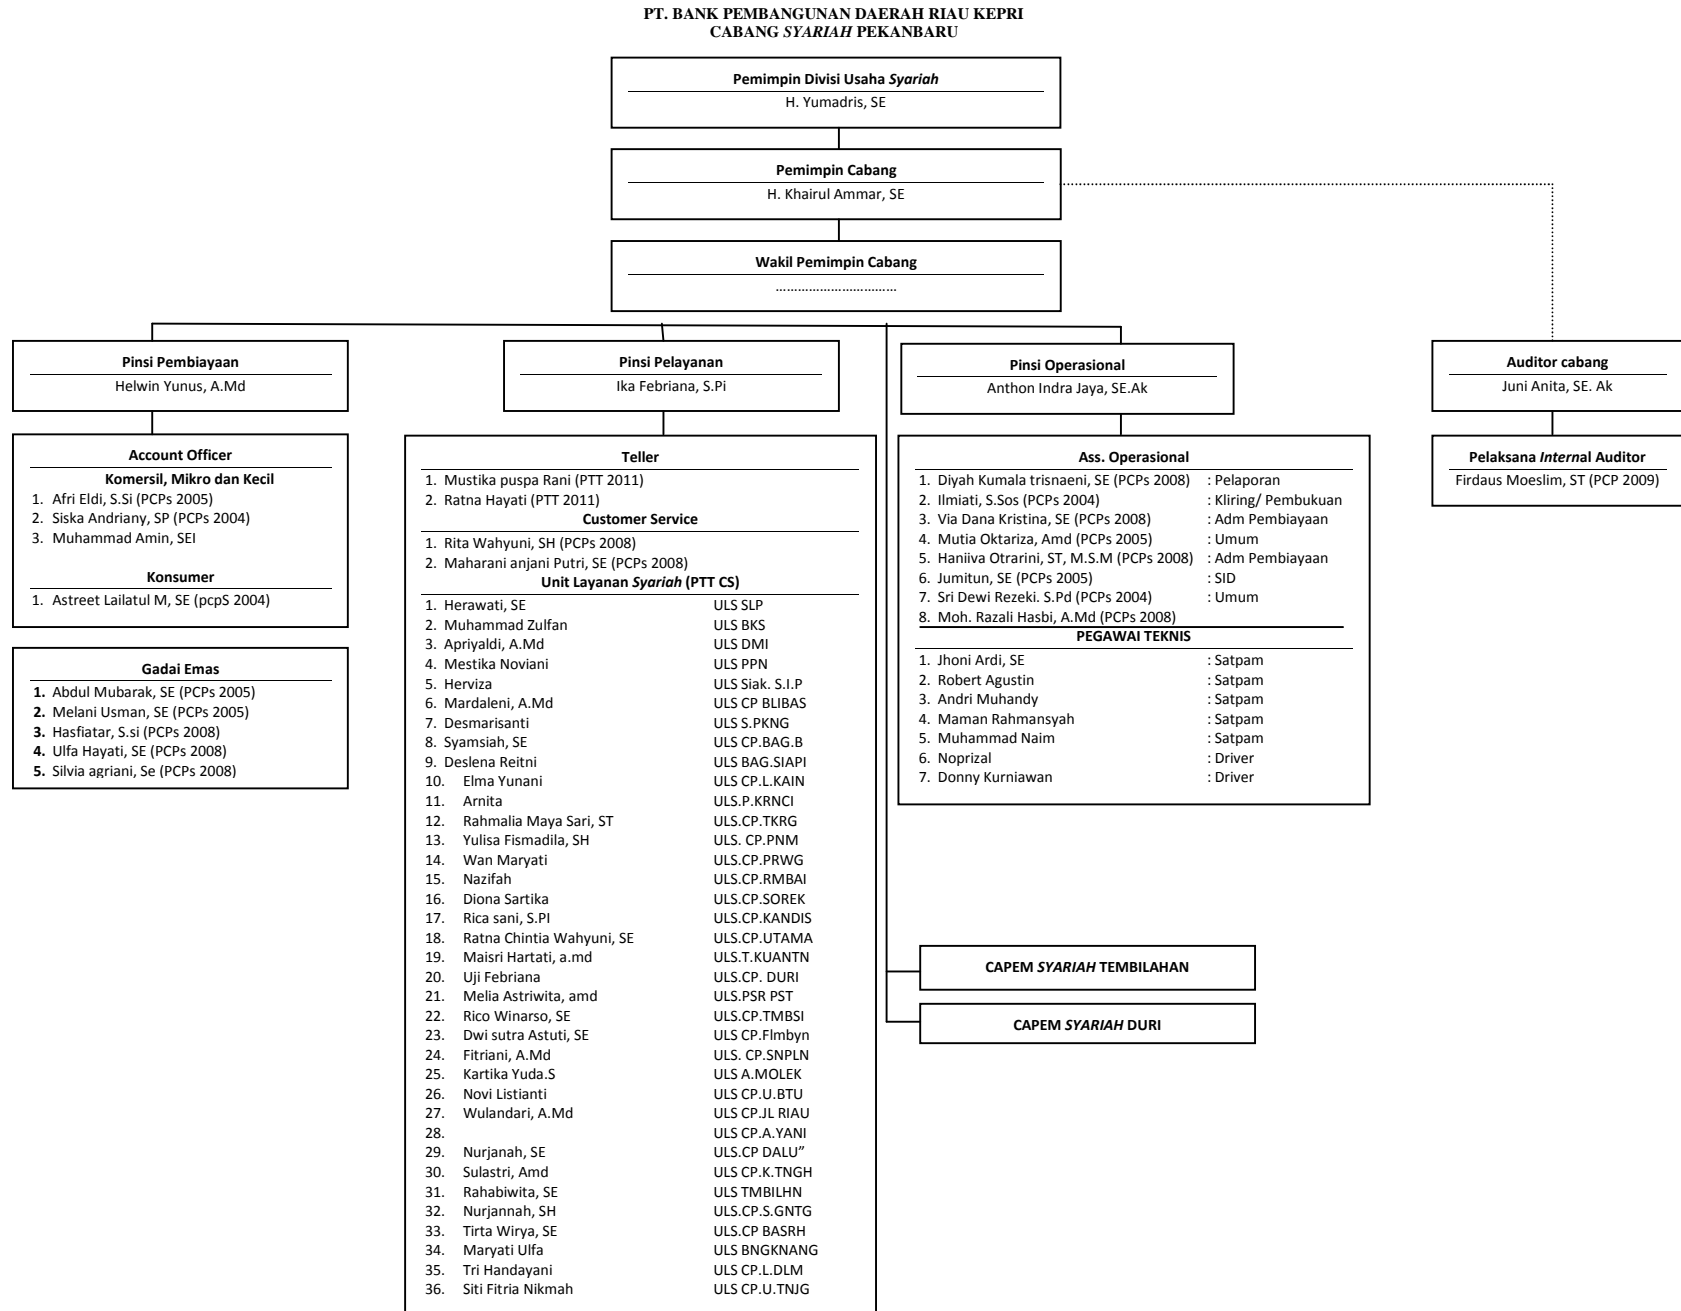 PT. BANK PEMBANGUNAN DAERAH RIAU KEPRI
CABANG SYARIAH PEKANBARU
Pemimpin Divisi Usaha Syariah
H. Yumadris, SE
Pemimpin Cabang
H. Khairul Ammar, SE
Wakil Pemimpin Cabang
……………………………
Pinsi Pembiayaan
Helwin Yunus, A.Md
Pinsi Pelayanan
Ika Febriana, S.Pi
Pinsi Operasional
Anthon Indra Jaya, SE.Ak
Auditor cabang
Juni Anita, SE. Ak
Account Officer
Komersil, Mikro dan Kecil
1. Afri Eldi, S.Si (PCPs 2005)
2. Siska Andriany, SP (PCPs 2004)
3. Muhammad Amin, SEI
Konsumer
1. Astreet Lailatul M, SE (pcpS 2004)
Gadai Emas
1. Abdul Mubarak, SE (PCPs 2005)
2. Melani Usman, SE (PCPs 2005)
3. Hasfiatar, S.si (PCPs 2008)
4. Ulfa Hayati, SE (PCPs 2008)
5. Silvia agriani, Se (PCPs 2008)
Teller
1. Mustika puspa Rani (PTT 2011)
2. Ratna Hayati (PTT 2011)
Customer Service
1. Rita Wahyuni, SH (PCPs 2008)
2. Maharani anjani Putri, SE (PCPs 2008)
Unit Layanan Syariah (PTT CS)
1. Herawati, SE ULS SLP
2. Muhammad Zulfan ULS BKS
3. Apriyaldi, A.Md ULS DMI
4. Mestika Noviani ULS PPN
5. Herviza ULS Siak. S.I.P
6. Mardaleni, A.Md ULS CP BLIBAS
7. Desmarisanti ULS S.PKNG
8. Syamsiah, SE ULS CP.BAG.B
9. Deslena Reitni ULS BAG.SIAPI
10. Elma Yunani ULS CP.L.KAIN
11. Arnita ULS.P.KRNCI
12. Rahmalia Maya Sari, ST ULS.CP.TKRG
13. Yulisa Fismadila, SH ULS. CP.PNM
14. Wan Maryati ULS.CP.PRWG
15. Nazifah ULS.CP.RMBAI
16. Diona Sartika ULS.CP.SOREK
17. Rica sani, S.PI ULS.CP.KANDIS
18. Ratna Chintia Wahyuni, SE ULS.CP.UTAMA
19. Maisri Hartati, a.md ULS.T.KUANTN
20. Uji Febriana ULS.CP. DURI
21. Melia Astriwita, amd ULS.PSR PST
22. Rico Winarso, SE ULS.CP.TMBSI
23. Dwi sutra Astuti, SE ULS CP.Flmbyn
24. Fitriani, A.Md ULS. CP.SNPLN
25. Kartika Yuda.S ULS A.MOLEK
26. Novi Listianti ULS CP.U.BTU
27. Wulandari, A.Md ULS CP.JL RIAU
28. ULS CP.A.YANI
29. Nurjanah, SE ULS.CP DALU”
30. Sulastri, Amd ULS CP.K.TNGH
31. Rahabiwita, SE ULS TMBILHN
32. Nurjannah, SH ULS.CP.S.GNTG
33. Tirta Wirya, SE ULS.CP BASRH
34. Maryati Ulfa ULS BNGKNANG
35. Tri Handayani ULS CP.L.DLM
36. Siti Fitria Nikmah ULS CP.U.TNJG
Ass. Operasional
1. Diyah Kumala trisnaeni, SE (PCPs 2008) : Pelaporan
2. Ilmiati, S.Sos (PCPs 2004) : Kliring/ Pembukuan
3. Via Dana Kristina, SE (PCPs 2008) : Adm Pembiayaan
4. Mutia Oktariza, Amd (PCPs 2005) : Umum
5. Haniiva Otrarini, ST, M.S.M (PCPs 2008) : Adm Pembiayaan
6. Jumitun, SE (PCPs 2005) : SID
7. Sri Dewi Rezeki. S.Pd (PCPs 2004) : Umum
8. Moh. Razali Hasbi, A.Md (PCPs 2008)
PEGAWAI TEKNIS
1. Jhoni Ardi, SE : Satpam
2. Robert Agustin : Satpam
3. Andri Muhandy : Satpam
4. Maman Rahmansyah : Satpam
5. Muhammad Naim : Satpam
6. Noprizal : Driver
7. Donny Kurniawan : Driver
Pelaksana Internal Auditor
Firdaus Moeslim, ST (PCP 2009)
CAPEM SYARIAH TEMBILAHAN
CAPEM SYARIAH DURI